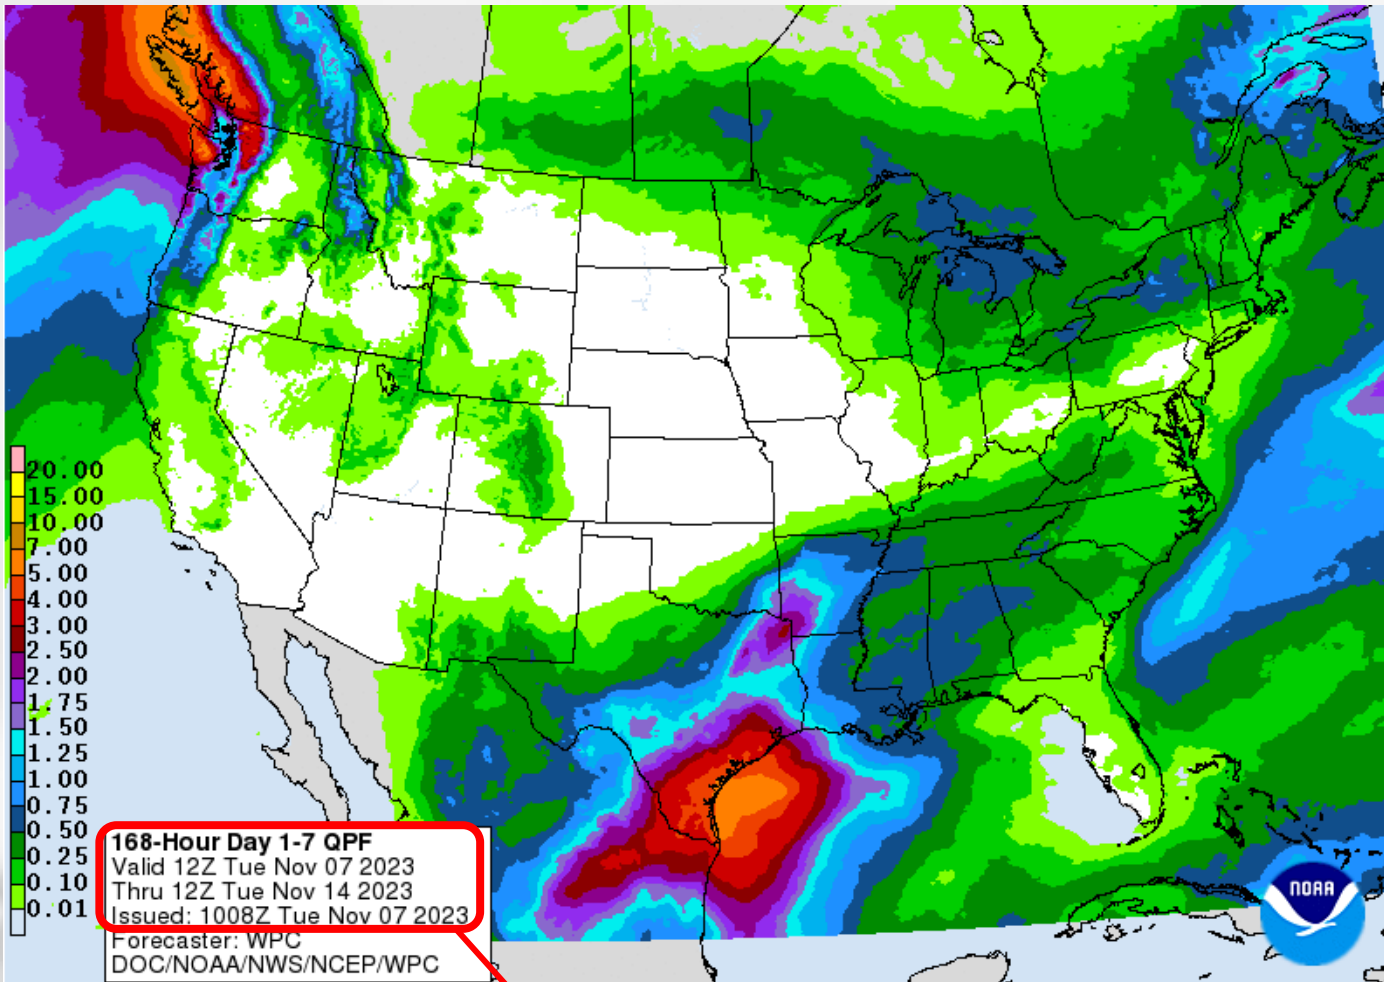 20.00
15.00
10.00
7.00
5.00
4.00
3.00
2.50
2.00
1.75
1.50
1.25
1.00
0.75
0.50
0.25
0.10
0.01
168-Hour Day 1-7 QPF
Valid 12Z Tue Nov 07 2023
Thru 12Z Tue Nov 14 2023
Issued: 1008Z Tue Nov 07 2023
Forecaster: WPC
DOC/NOAA/NWS/NCEP/WPC
NOAA